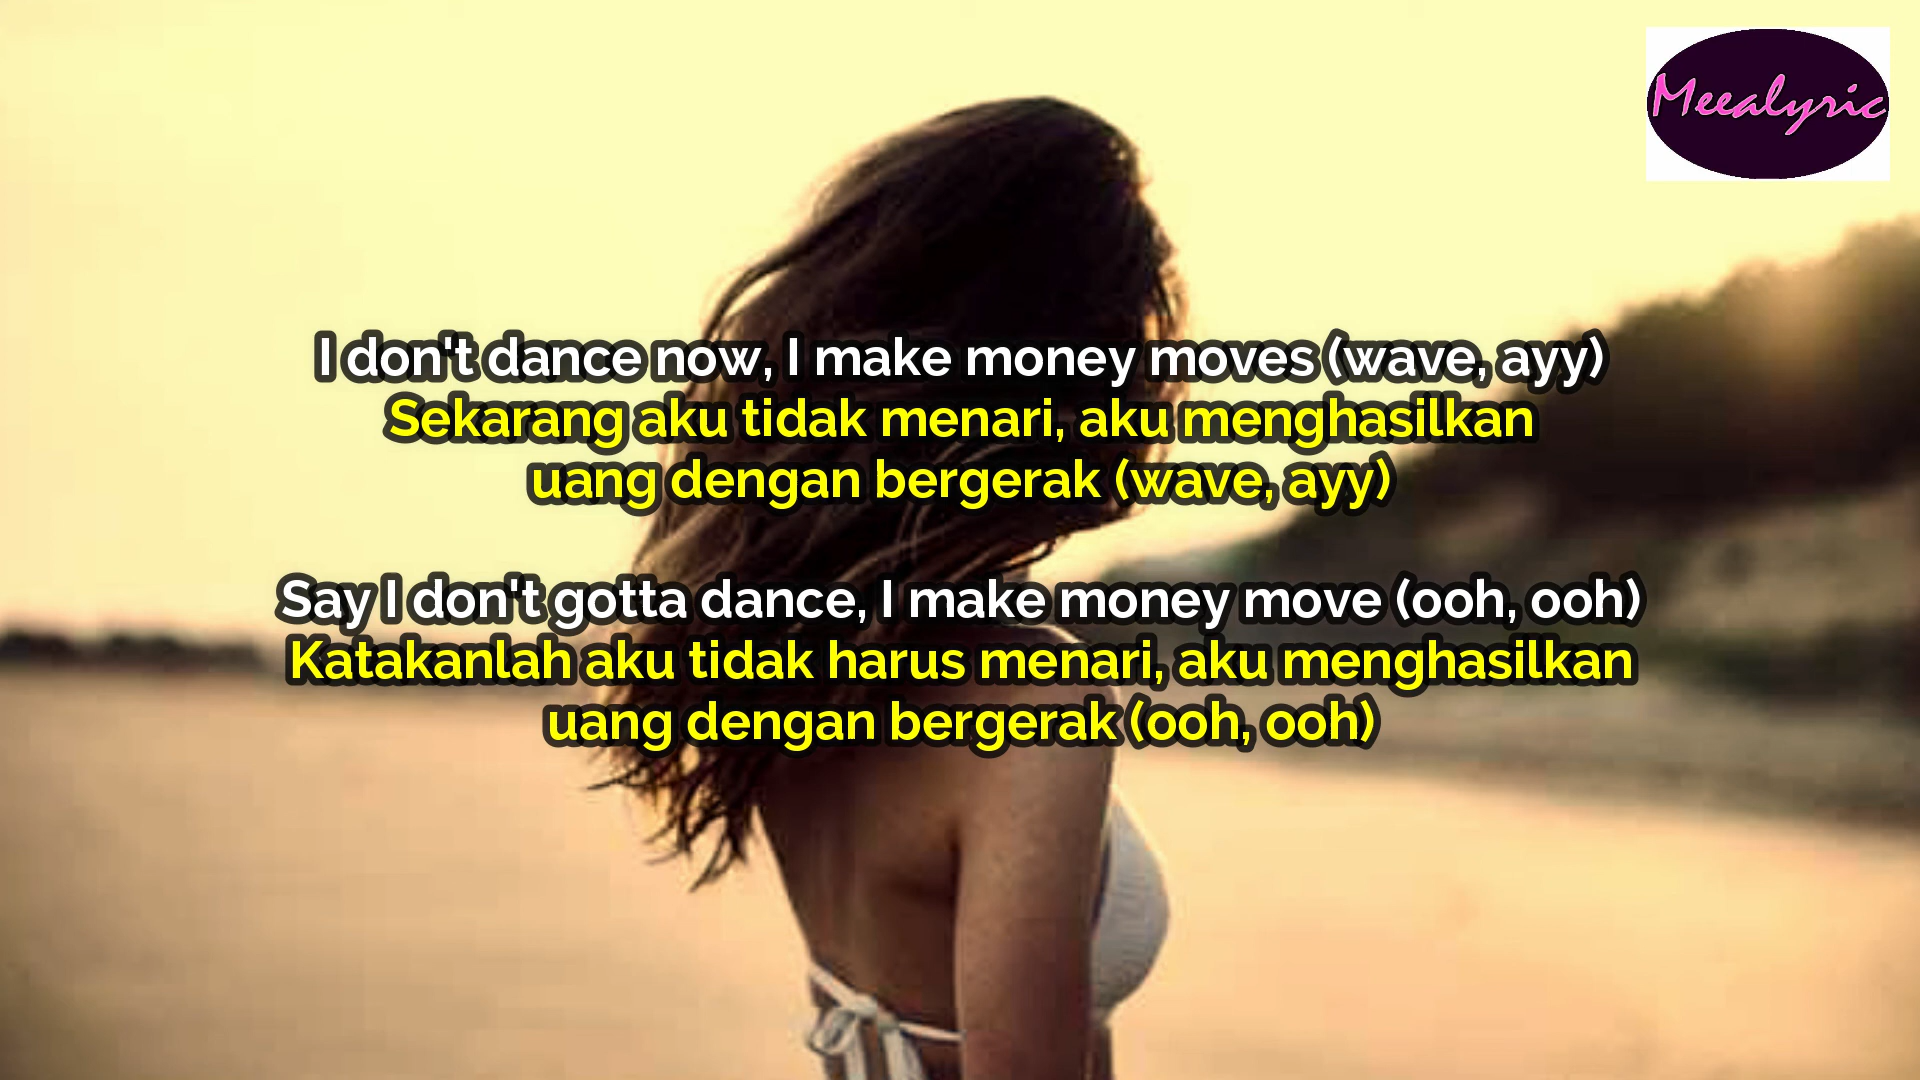 Meealyric
I don't dance now, I make money moves (wave, ayy)
Sekarang aku tidak menari, aku menghasilkan
uang dengan bergerak (wave, ayy)
Say I don't gotta dance, I make money move (ooh, ooh)
Katakanlah aku tidak harus menari, aku menghasilkan
uang dengan bergerak (ooh, ooh)